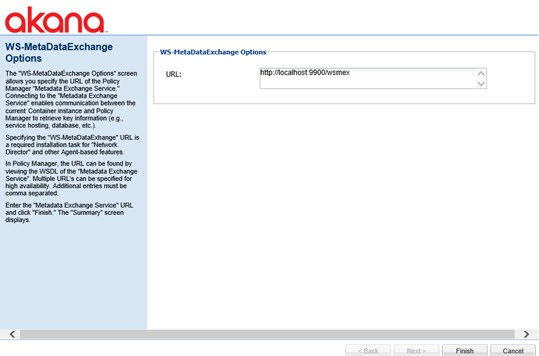 akana
WS-MetaDataExchange
Options
The "WS-MetaDataExchange Options" screen
allows you specify the URL of the Policy
Manager "Metadata Exchange Service."
Connecting to the "Metadata Exchange
Service" enables communication between the
current Container instance and Policy
Manager to retrieve key information (e.g.,
service hosting, database, etc.).
Specifying the "WS-MetaDataExhange" URL is
a required installation task for "Network
Director" and other Agent-based features.
In Policy Manager, the URL can be found by
viewing the WSDL of the "Metadata Exchange
Service". Multiple URL's can be specified for
high availability. Additional entries must be
comma separated.
Enter the "Metadata Exchange Service" URL
and click "Finish." The "Summary" screen
displays.
WS-MetaDataExchange Options
URL: http://localhost:9900/wsmex
< Back Next > Finish Cancel